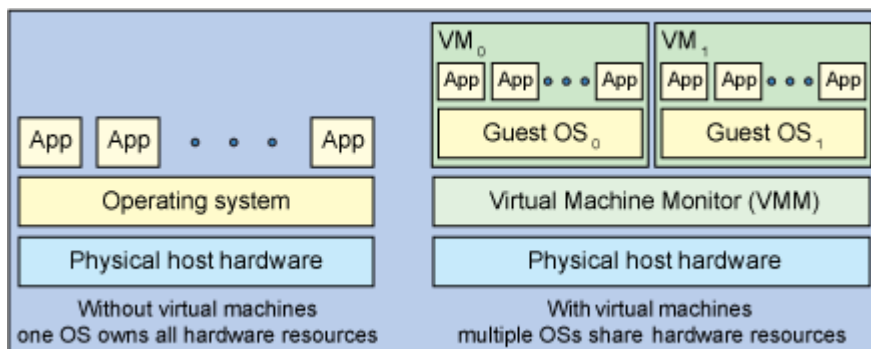 App App App
Operating system
Physical host hardware
Without virtual machines
one OS owns all hardware resources
VM0 VM1
App App App App App App
Guest OS0 Guest OS1
Virtual Machine Monitor (VMM)
Physical host hardware
With virtual machines
multiple OSs share hardware resources